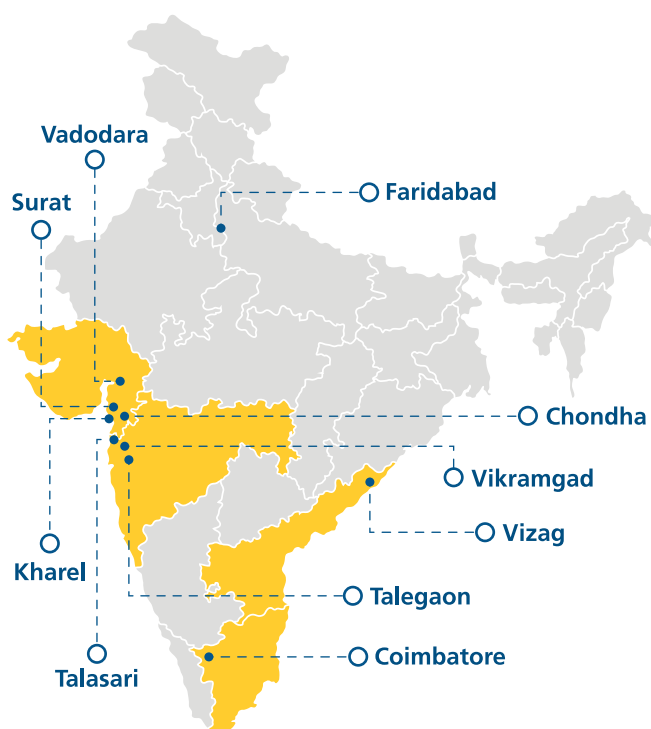 Vadodara
Faridabad
Surat
Chondha
Vikramgad
Vizag
Kharel
Talegaon
Coimbatore
Talasari